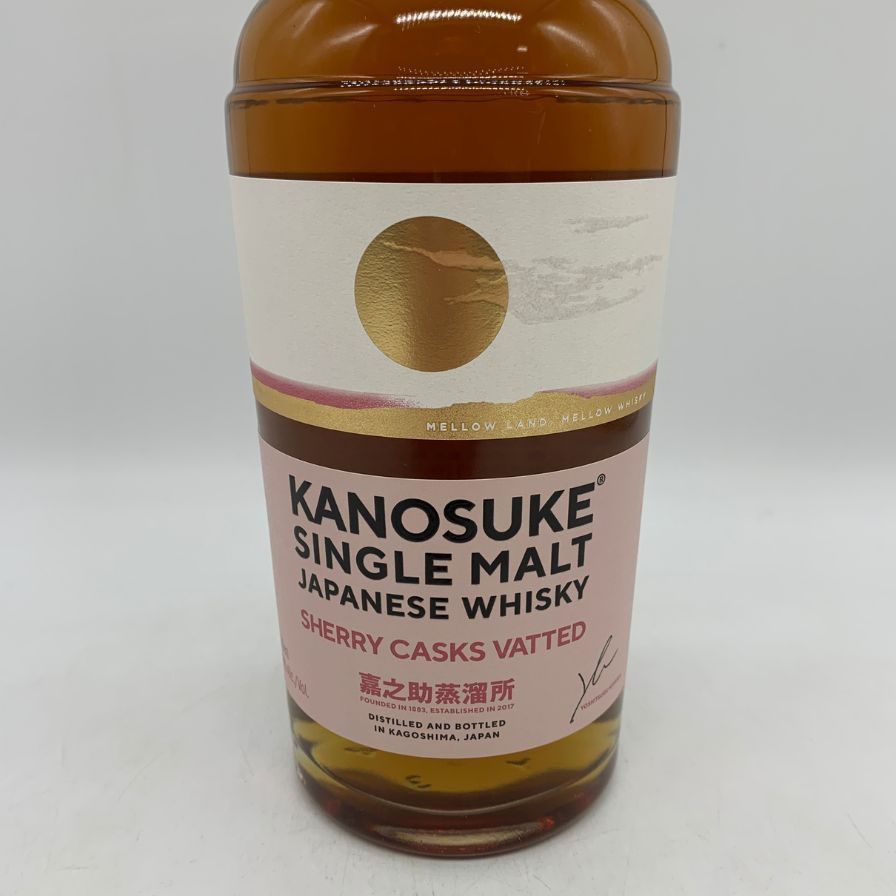 MELLOW LAND, MELLOW WHISKY
KANOSUKE®
SINGLE MALT
JAPANESE WHISKY
SHERRY CASKS VATTED
嘉之助蒸溜所
FOUNDED IN 1883, ESTABLISHED IN 2017
DISTILLED AND BOTTLED
IN KAGOSHIMA, JAPAN